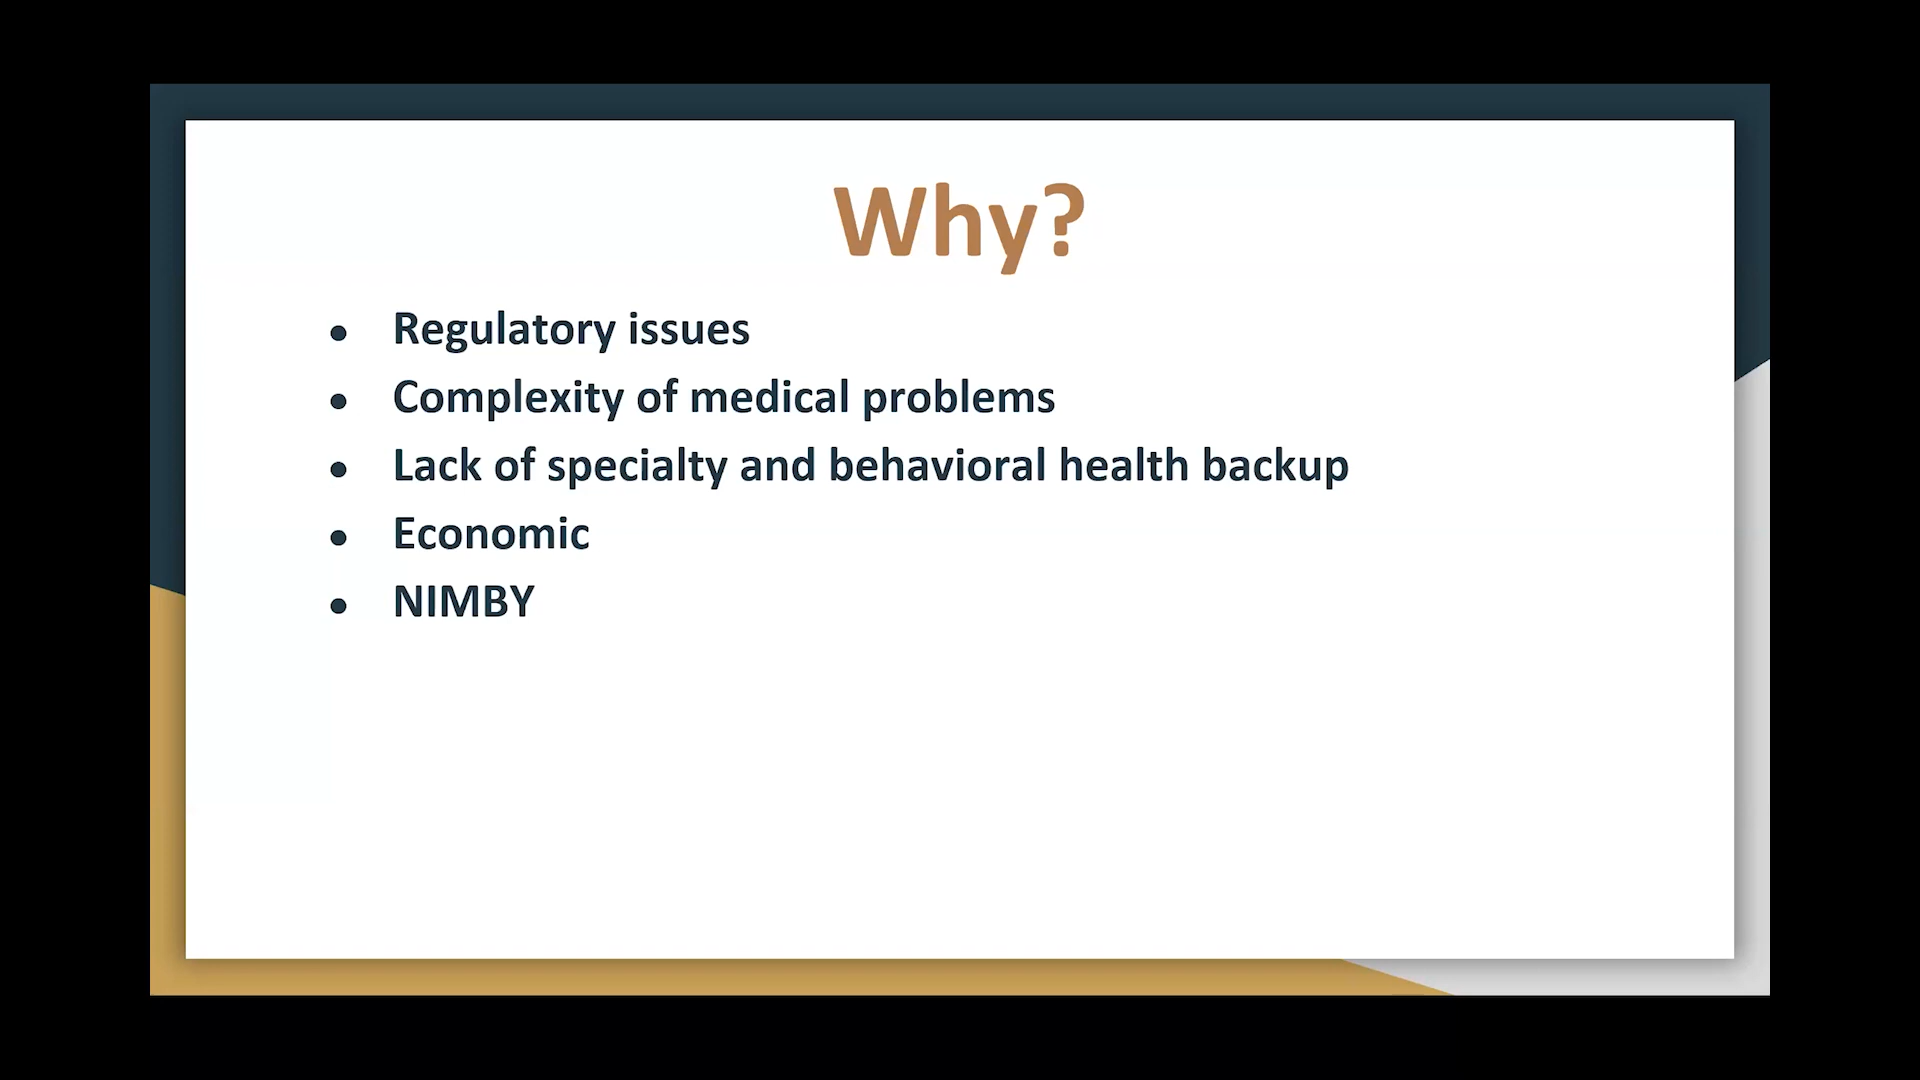 Why?
● Regulatory issues
● Complexity of medical problems
● Lack of specialty and behavioral health backup
● Economic
● NIMBY